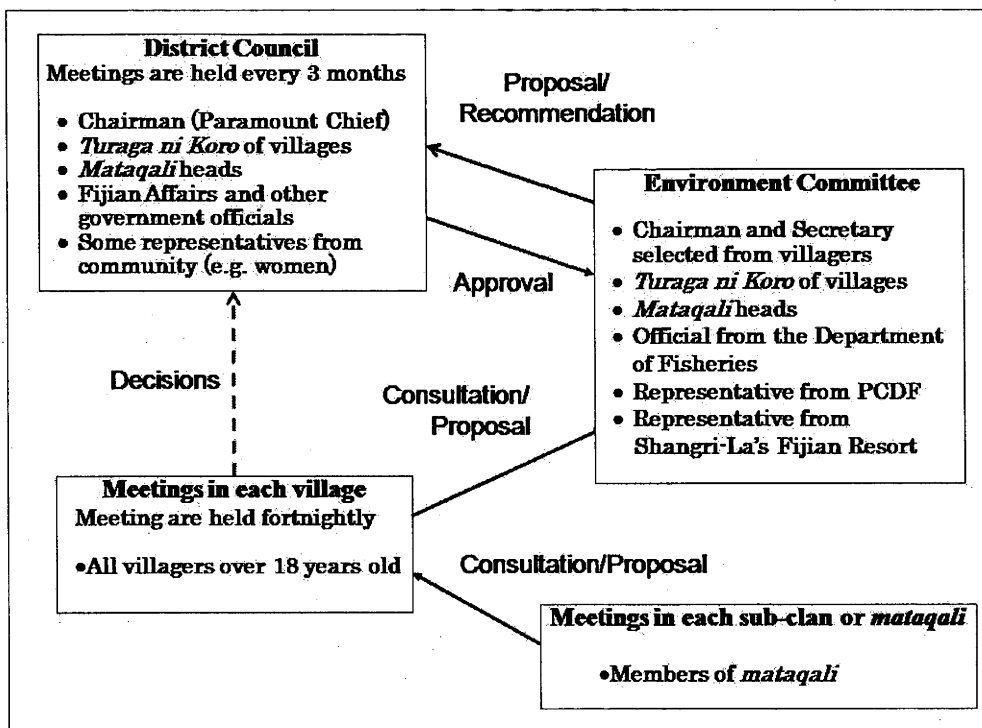 District Council
Meetings are held every 3 months
• Chairman (Paramount Chief)
• Turaga ni Koro of villages
• Mataqali heads
• Fijian Affairs and other
government officials
• Some representatives from
community (e.g. women)
Proposal/
Recommendation
Approval
Environment Committee
• Chairman and Secretary
selected from villagers
• Turaga ni Koro of villages
• Mataqali heads
• Official from the Department
of Fisheries
• Representative from PCDF
• Representative from
Shangri-La's Fijian Resort
Decisions
Consultation/
Proposal
Meetings in each village
Meeting are held fortnightly
•All villagers over 18 years old
Consultation/Proposal
Meetings in each sub-clan or mataqali
•Members of mataqali